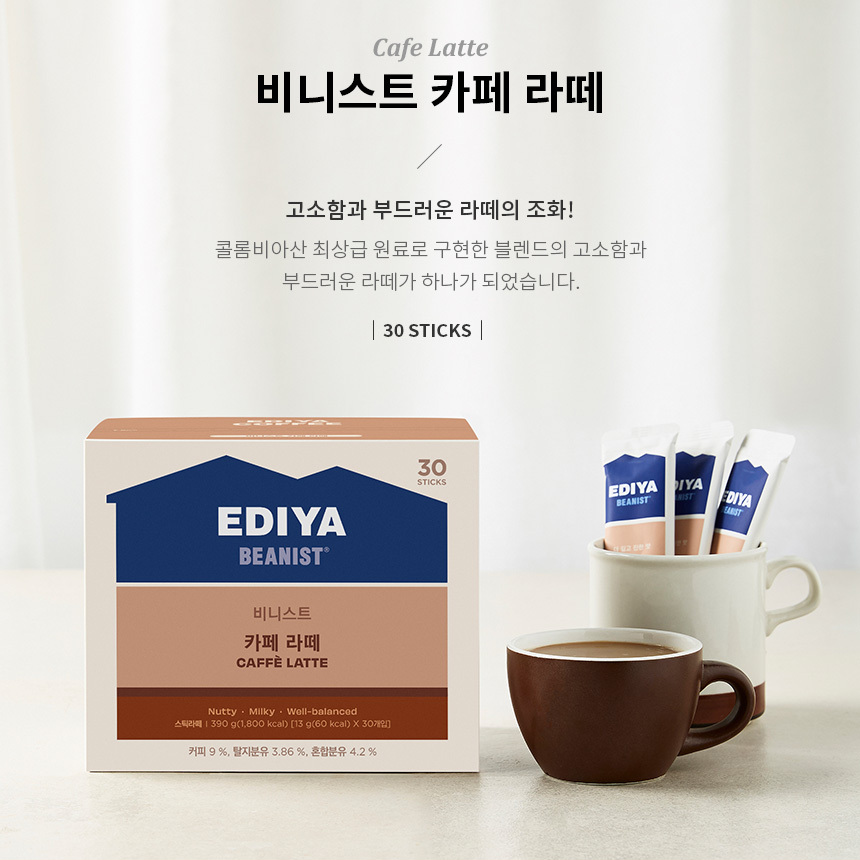 Cafe Latte
비니스트 카페 라떼
고소함과 부드러운 라떼의 조화!
콜롬비아산 최상급 원료로 구현한 블렌드의 고소함과
부드러운 라떼가 하나가 되었습니다.
| 30 STICKS |
EDIYA
COFFEE
30
STICKS
EDIYA
BEANIST®
비니스트
카페 라떼
CAFFÈ LATTE
Nutty · Milky · Well-balanced
스틱라떼 | 390 g(1,800 kcal) [13 g(60 kcal) X 30개입]
커피 9 %, 탈지분유 3.86 %, 혼합분유 4.2 %
EDIYA
BEANIST
EDIYA
BEANIST